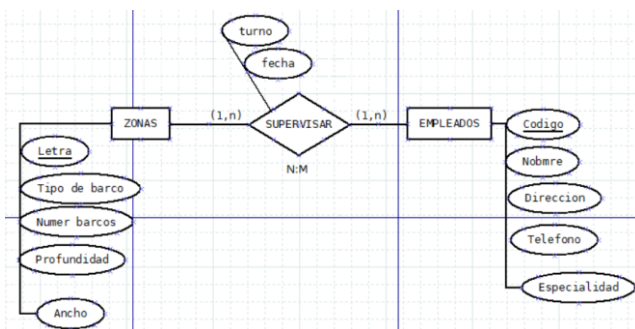 turno
fecha
ZONAS
(1,n)
SUPERVISAR
(1,n)
EMPLEADOS
N:M
Letra
Tipo de barco
Numer barcos
Profundidad
Ancho
Codigo
Nobmre
Direccion
Telefono
Especialidad